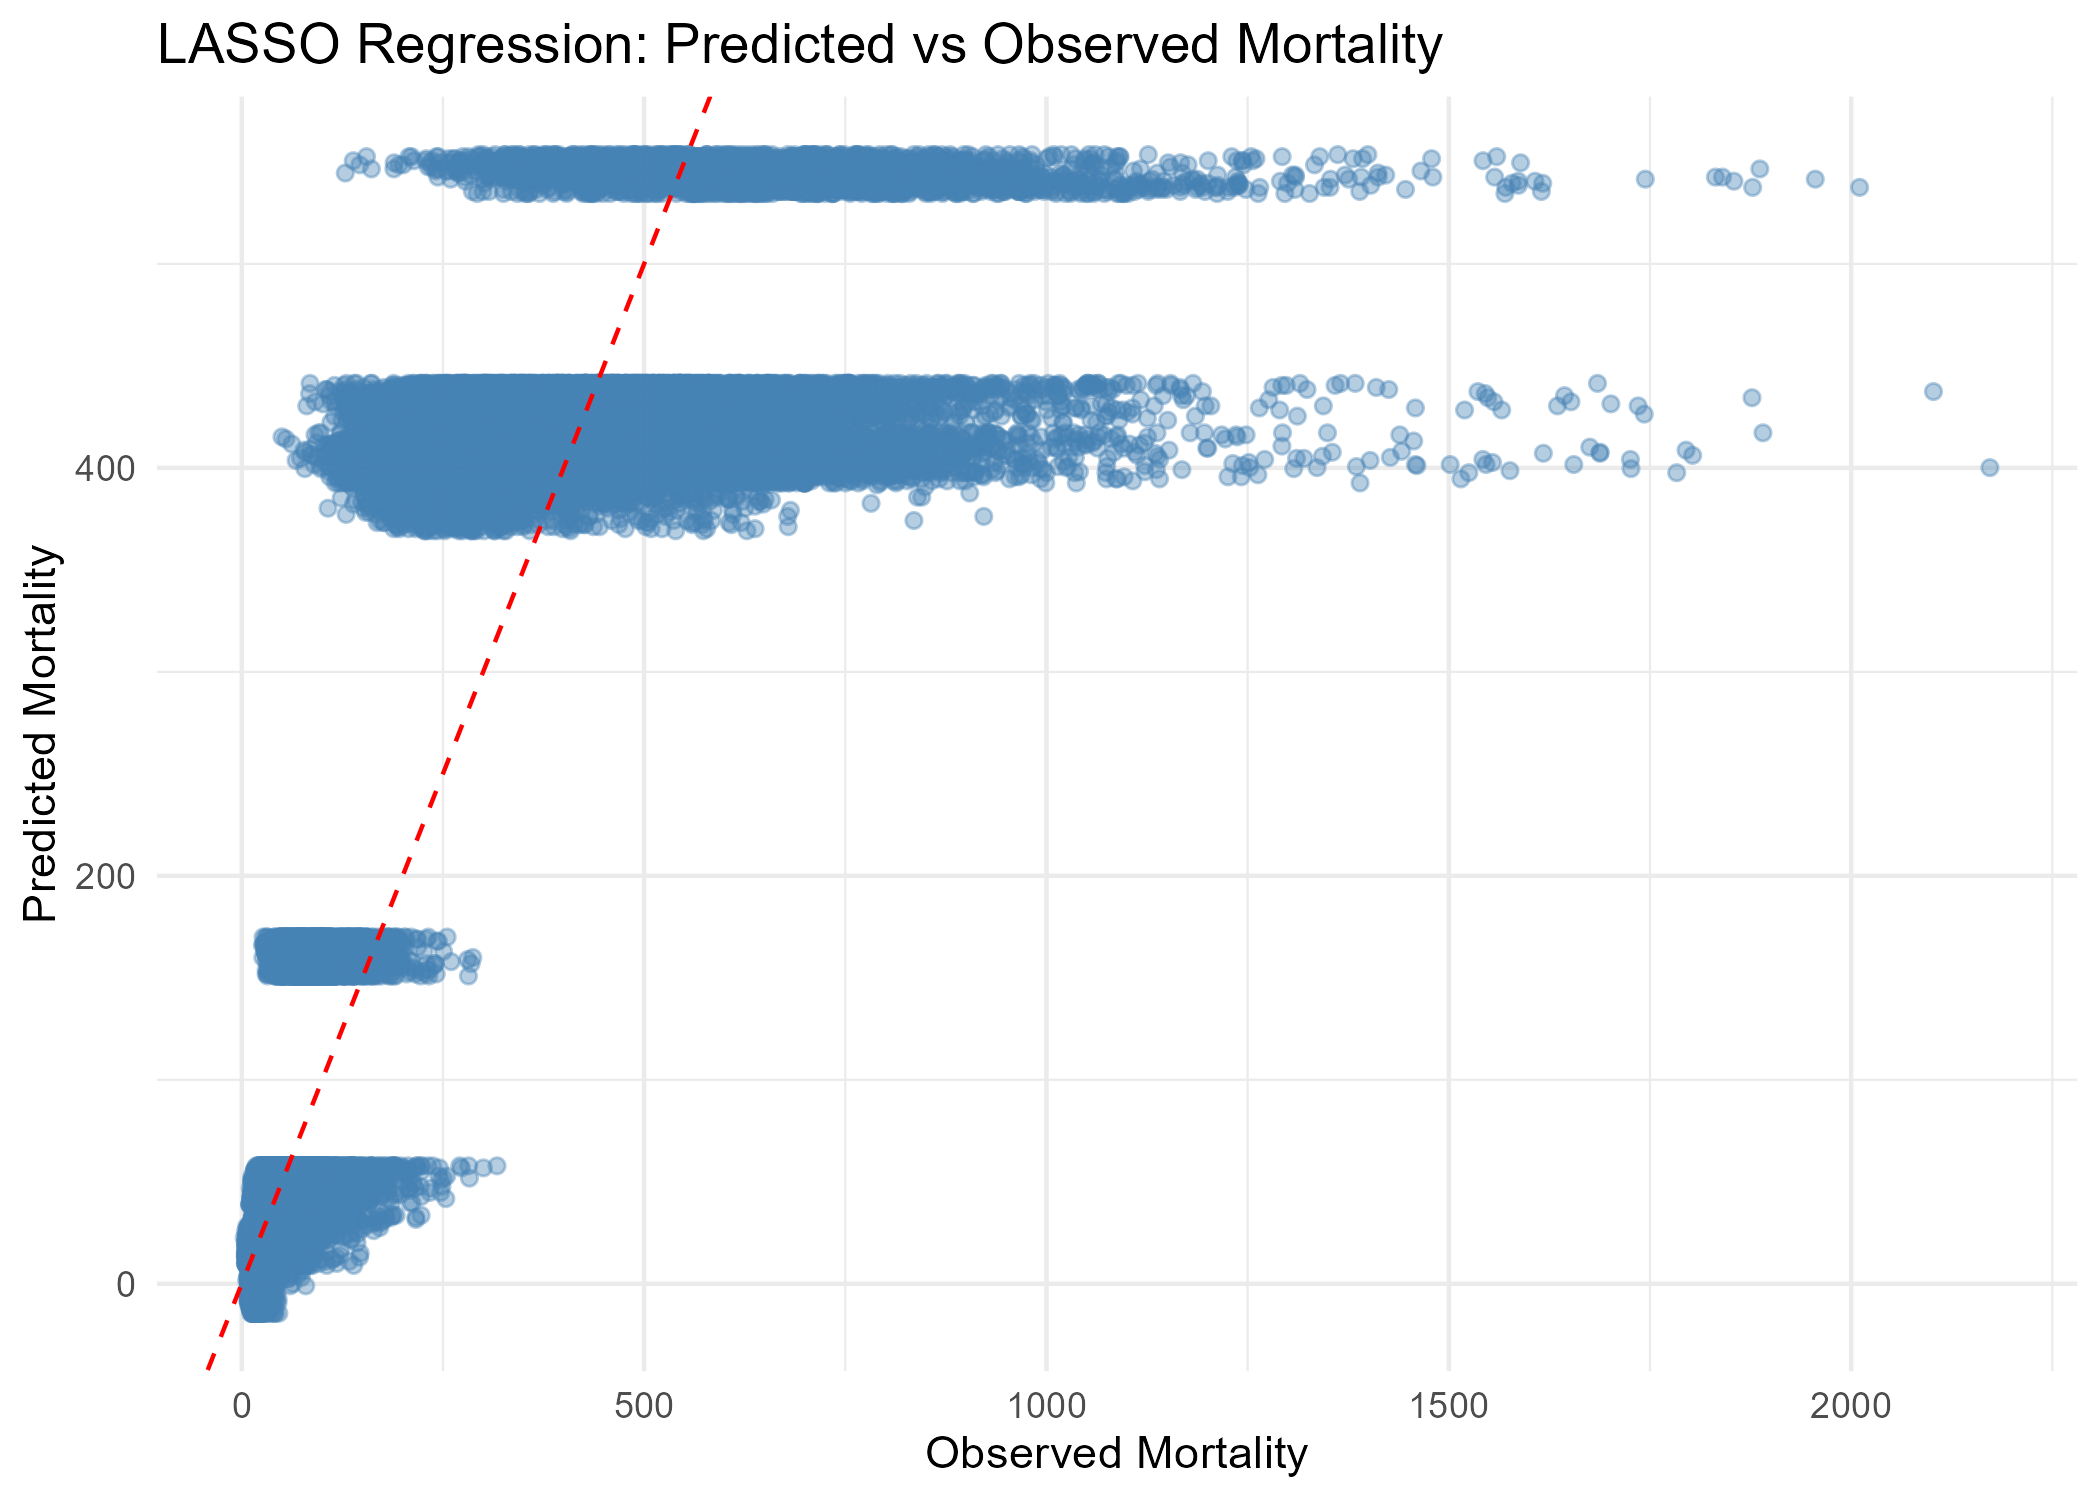 LASSO Regression: Predicted vs Observed Mortality
Predicted Mortality
400
200
0
0 500 1000 1500 2000
Observed Mortality